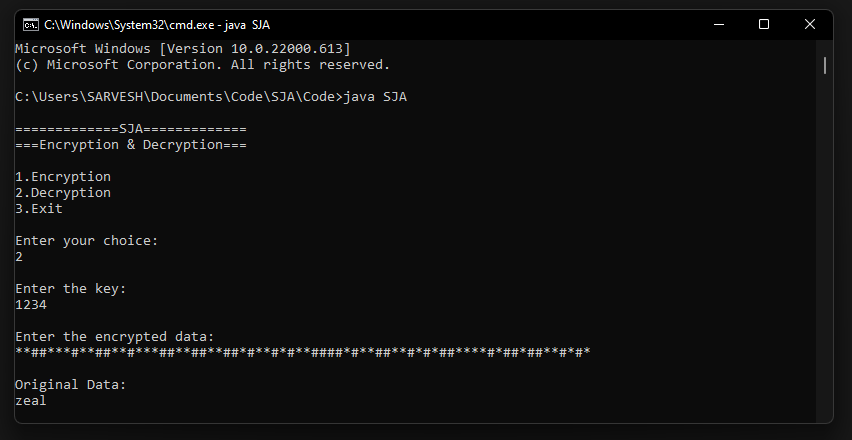 C:\Windows\System32\cmd.exe - java SJA
Microsoft Windows [Version 10.0.22000.613]
(c) Microsoft Corporation. All rights reserved.
C:\Users\SARVESH\Documents\Code\SJA\Code>java SJA
=============SJA=============
===Encryption & Decryption===
1.Encryption
2.Decryption
3.Exit
Enter your choice:
2
Enter the key:
1234
Enter the encrypted data:
**##***#**##**#***##**##**##*#**#*#**####*#**##**#*#*##****#*##*##**#*#*
Original Data:
zeal